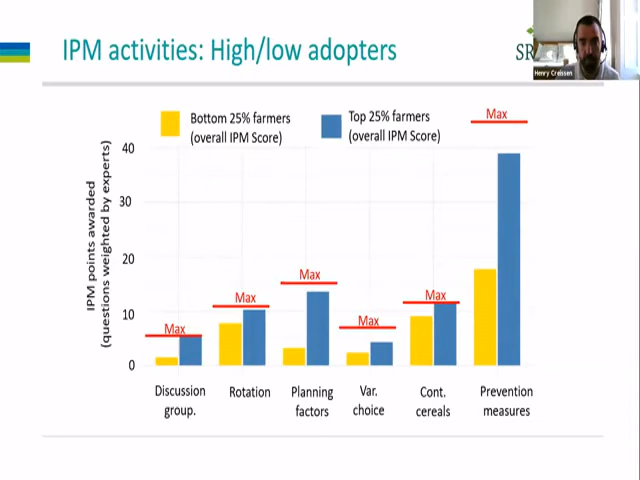 IPM activities: High/low adopters
SR
Henry Creissen
Bottom 25% farmers
(overall IPM Score)
Top 25% farmers
(overall IPM Score)
Max
IPM points awarded
(questions weighted by experts)
40
30
20
10
0
Max
Max
Max
Max
Max
Discussion
group.
Rotation
Planning
factors
Var.
choice
Cont.
cereals
Prevention
measures